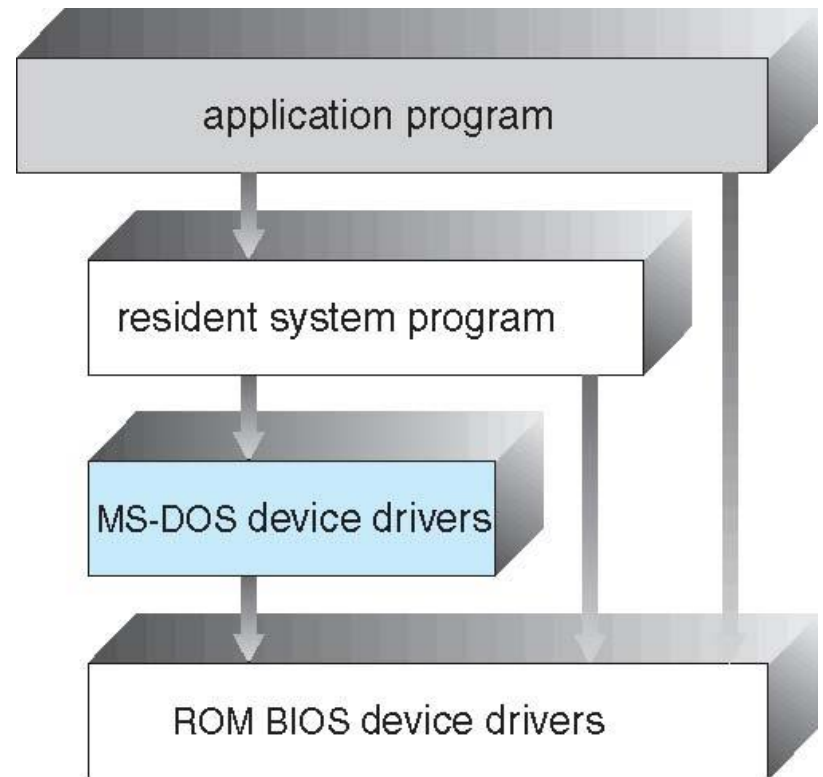 application program
resident system program
MS-DOS device drivers
ROM BIOS device drivers